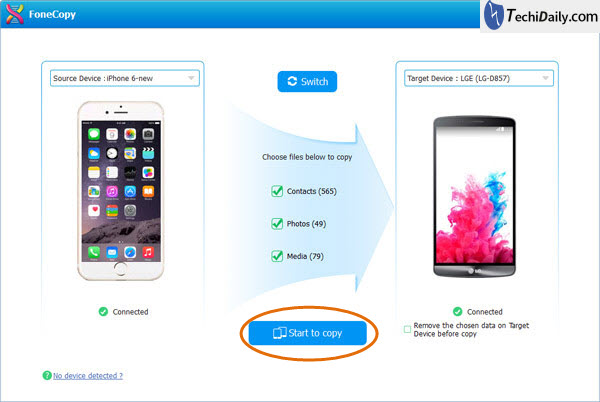 FoneCopy
TechiDaily.com
Source Device :iPhone 6-new
Switch
Target Device : LGE (LG-D857)
Choose files below to copy
Contacts (565)
Photos (49)
Media (79)
LG
Connected
Connected
Start to copy
Remove the chosen data on Target
Device before copy
No device detected ?